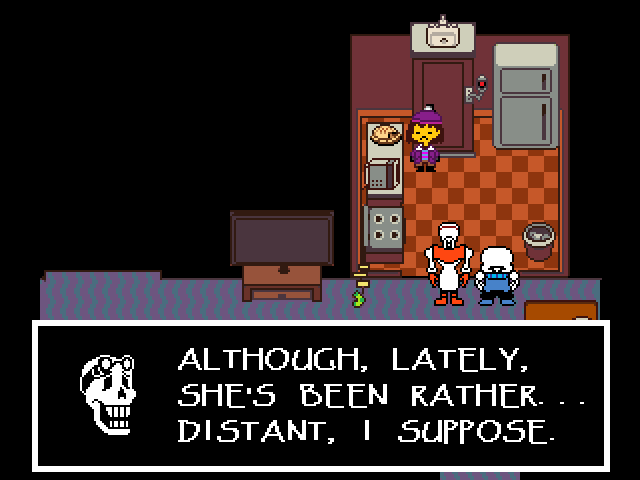 ALTHOUGH, LATELY,
SHE'S BEEN RATHER...
DISTANT, I SUPPOSE.